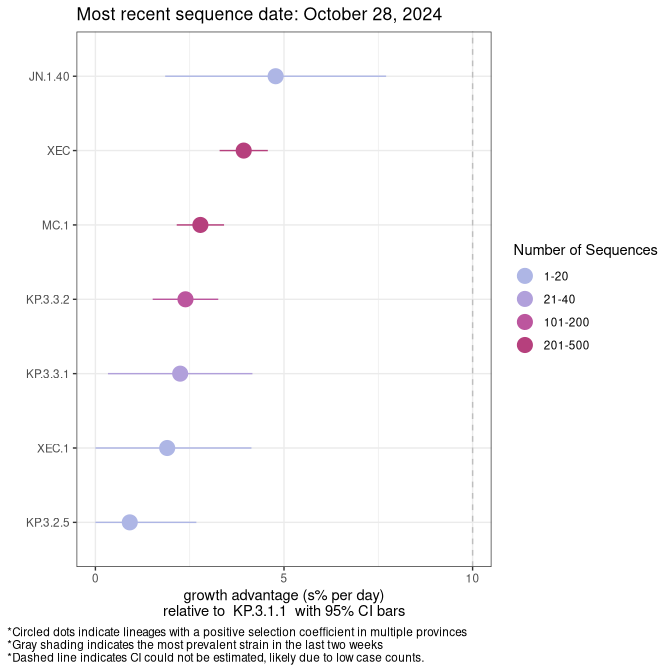 Most recent sequence date: October 28, 2024
JN.1.40
XEC
MC.1
KP.3.3.2
KP.3.3.1
XEC.1
KP.3.2.5
0 5 10
growth advantage (s% per day)
relative to KP.3.1.1 with 95% CI bars
Number of Sequences
1-20
21-40
101-200
201-500
*Circled dots indicate lineages with a positive selection coefficient in multiple provinces
*Gray shading indicates the most prevalent strain in the last two weeks
*Dashed line indicates CI could not be estimated, likely due to low case counts.